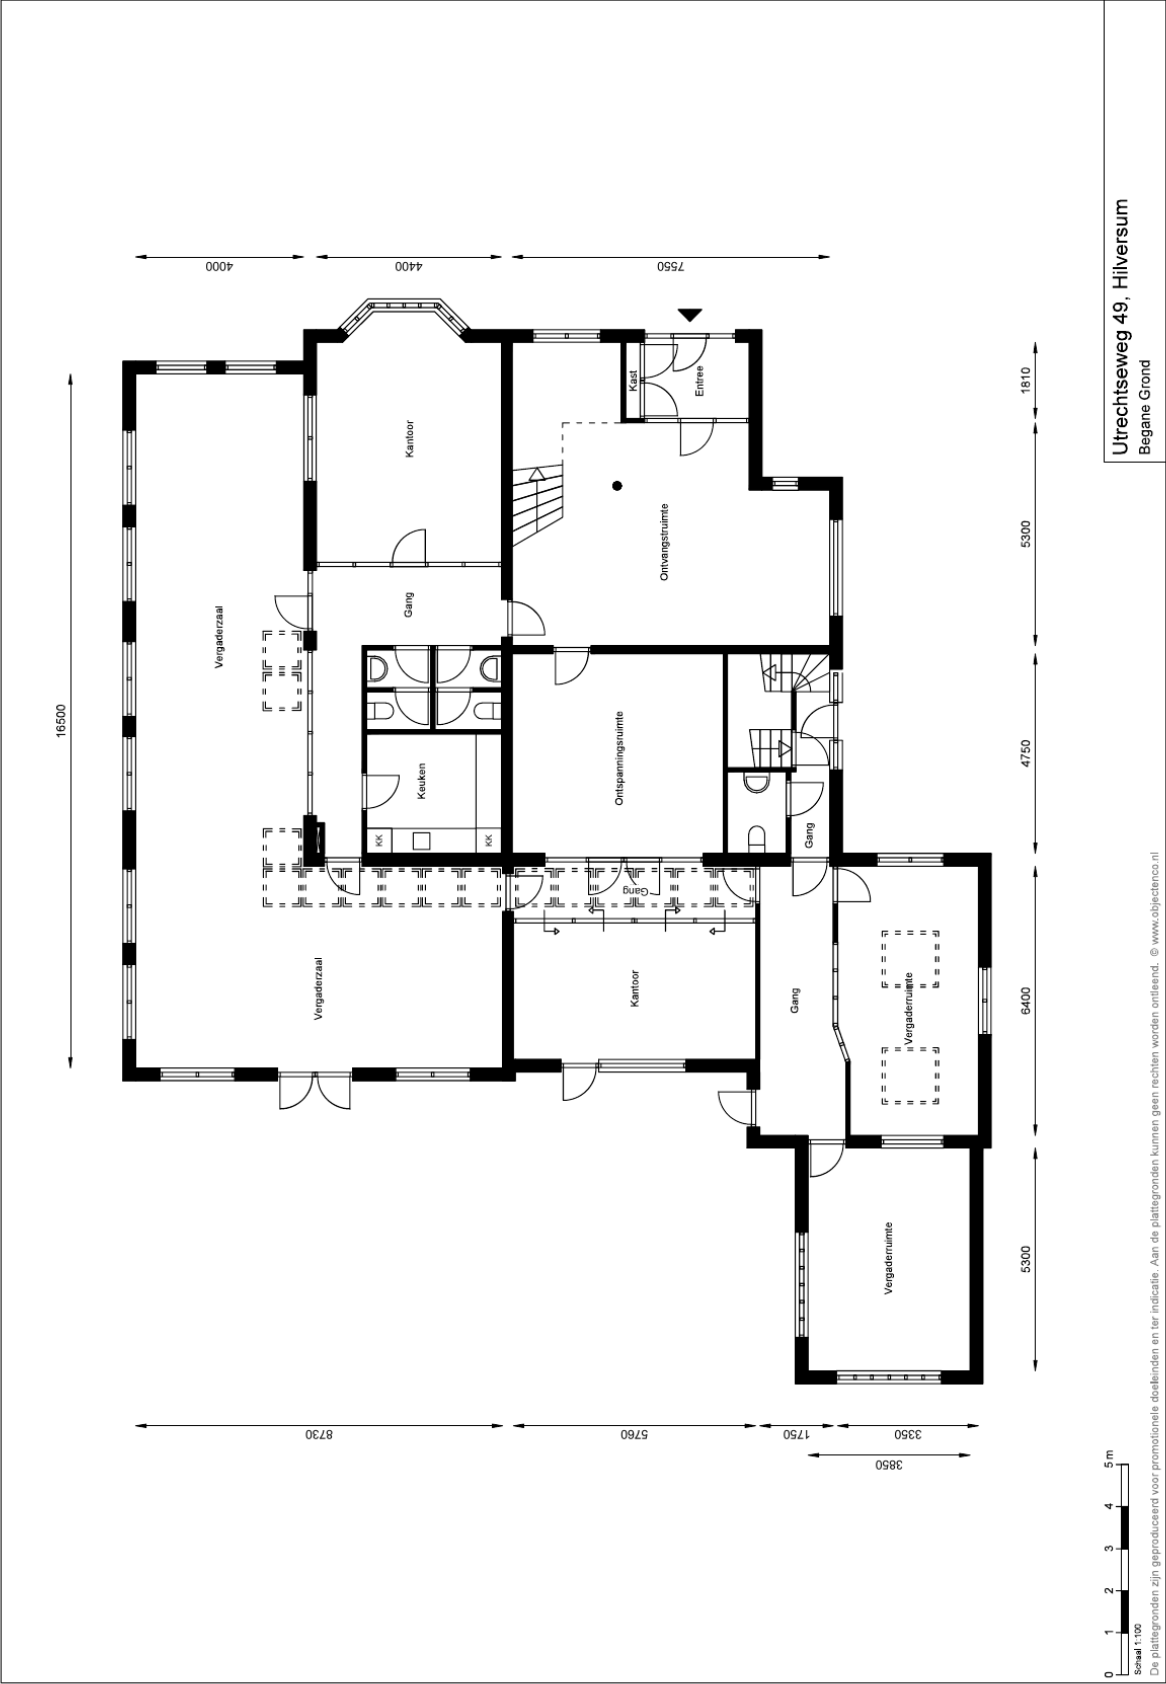 Utrechtseweg 49, Hilversum
Begane Grond
4000
4400
7550
16500
1810
5300
4750
6400
5300
Kast
Entree
Kantoor
Ontvangstruimte
Vergaderzaal
Gang
Keuken
KK
KK
Ontspanningsruimte
Gang
Gang
Vergaderzaal
Kantoor
Gang
Vergaderruimte
Vergaderruimte
8730
5760
1750
3350
3850
0 1 2 3 4 5 m
Schaal 1:100
De plattegronden zijn geproduceerd voor promotionele doeleinden en ter indicatie. Aan de plattegronden kunnen geen rechten worden ontleend. © www.objectenco.nl